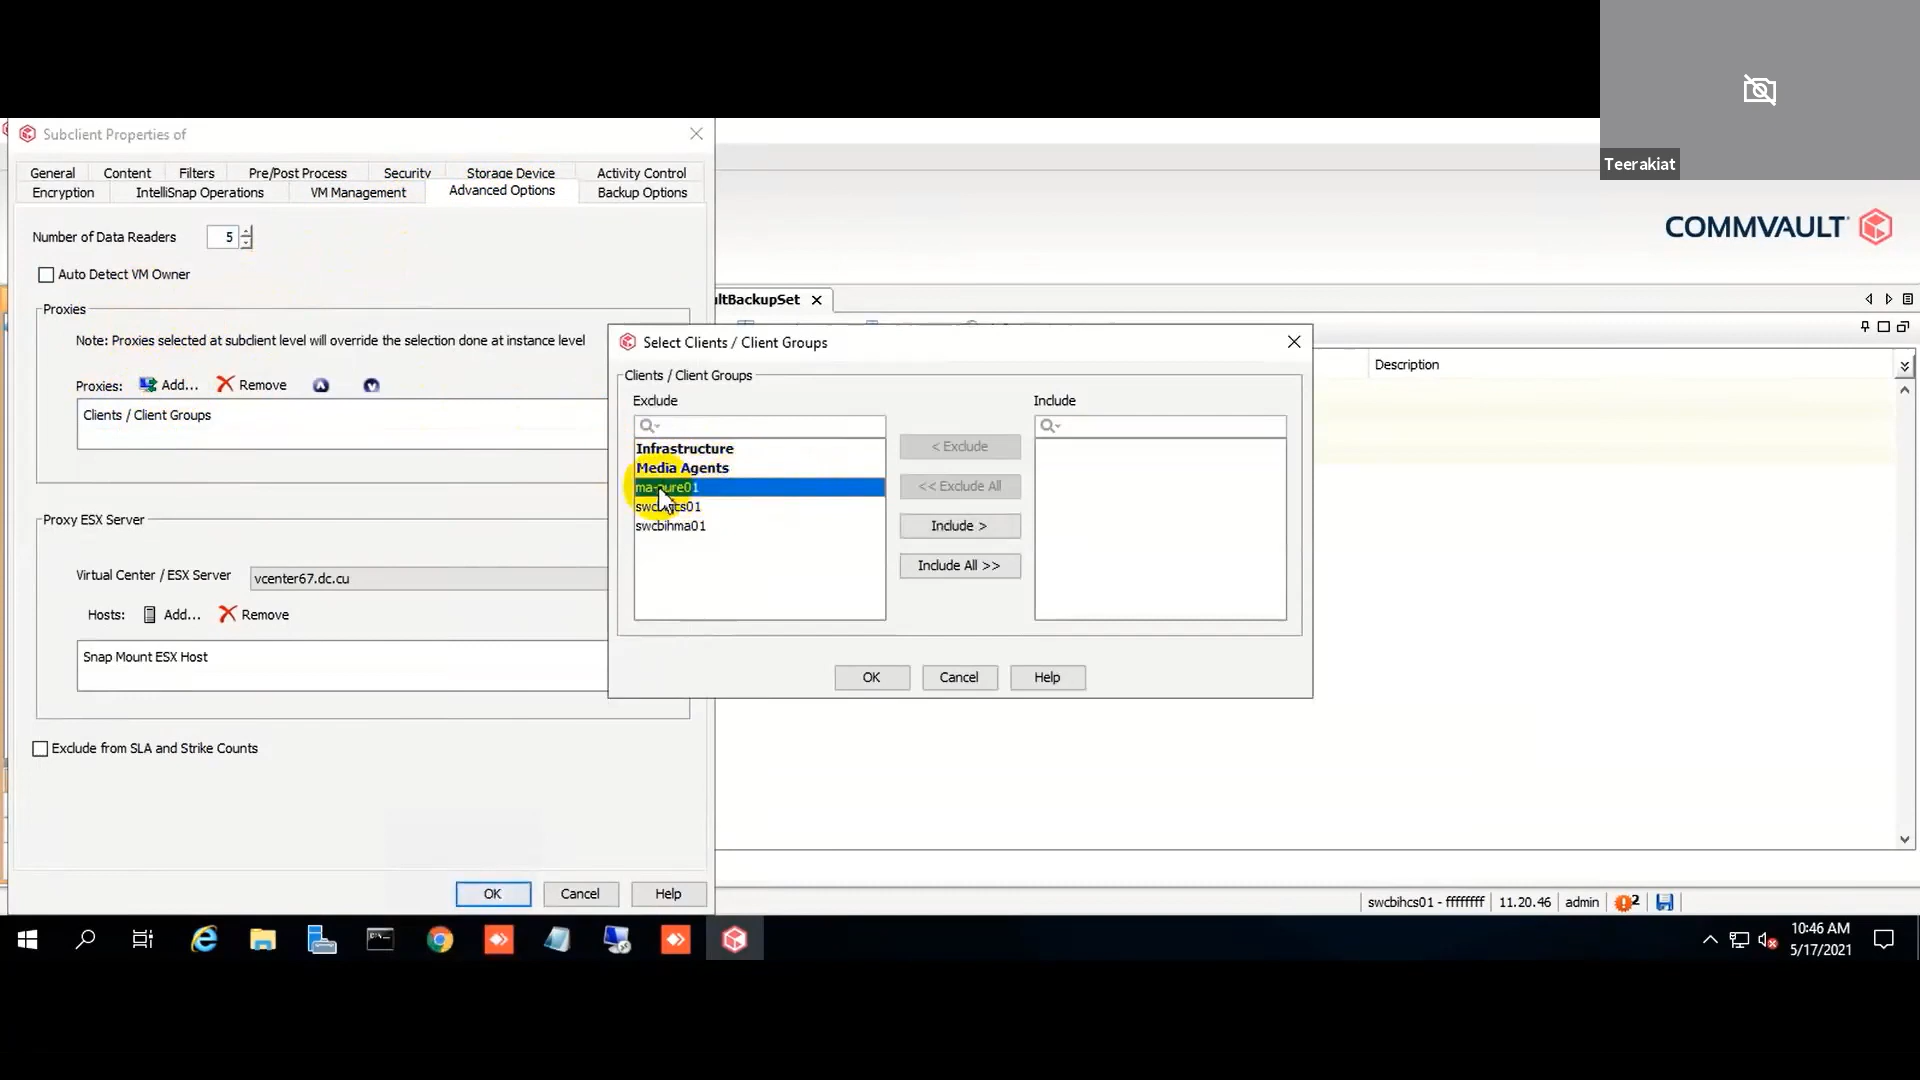 Teerakiat
Subclient Properties of
General Content Filters Pre/Post Process Security Storage Device Activity Control
Encryption IntelliSnap Operations VM Management Advanced Options Backup Options
Number of Data Readers 5
Auto Detect VM Owner
Proxies
Note: Proxies selected at subclient level will override the selection done at instance level
Proxies: Add... Remove
Clients / Client Groups
Proxy ESX Server
Virtual Center / ESX Server vcenter67.dc.cu
Hosts: Add... Remove
Snap Mount ESX Host
Exclude from SLA and Strike Counts
OK Cancel Help
COMMVAULT
ltBackupSet
Description
Select Clients / Client Groups
Clients / Client Groups
Exclude
Include
Infrastructure
Media Agents
ma-pure01
swcbihma01
< Exclude
<< Exclude All
Include >
Include All >>
OK Cancel Help
swcbihcs01 - ffffffff 11.20.46 admin 2
10:46 AM
5/17/2021